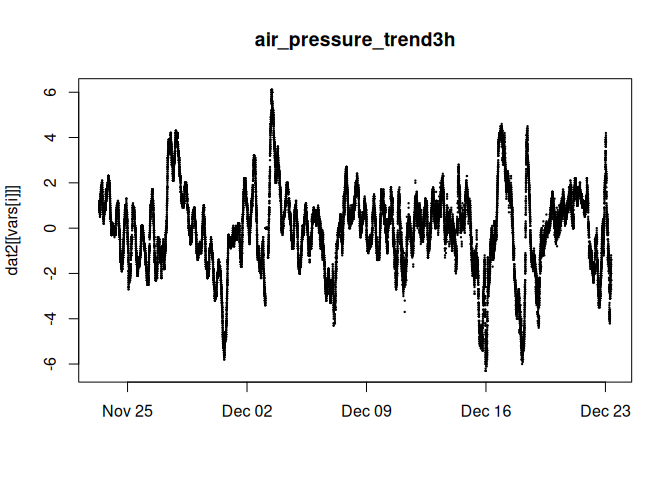 air_pressure_trend3h
dat2[[vars[i]]]
6
4
2
0
-2
-4
-6
Nov 25
Dec 02
Dec 09
Dec 16
Dec 23